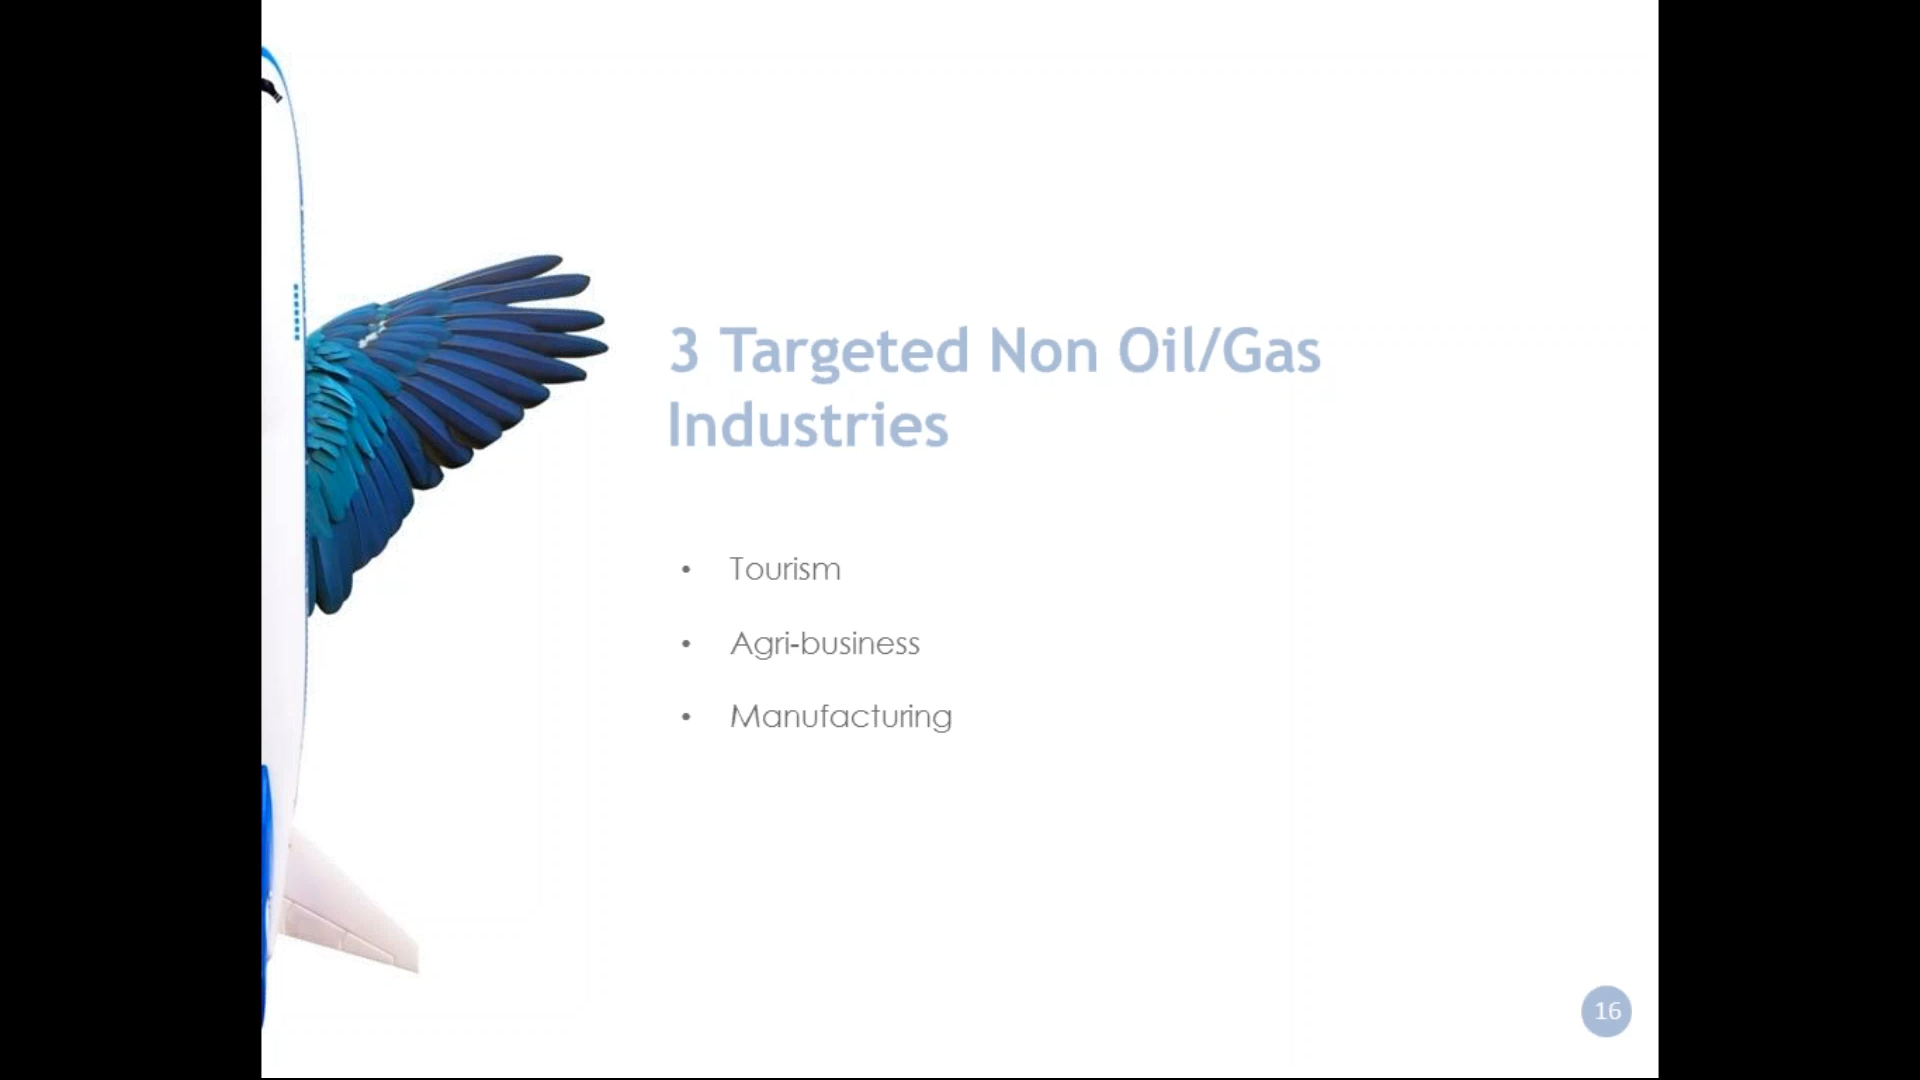 3 Targeted Non Oil/Gas
Industries
• Tourism
• Agri-business
• Manufacturing
16